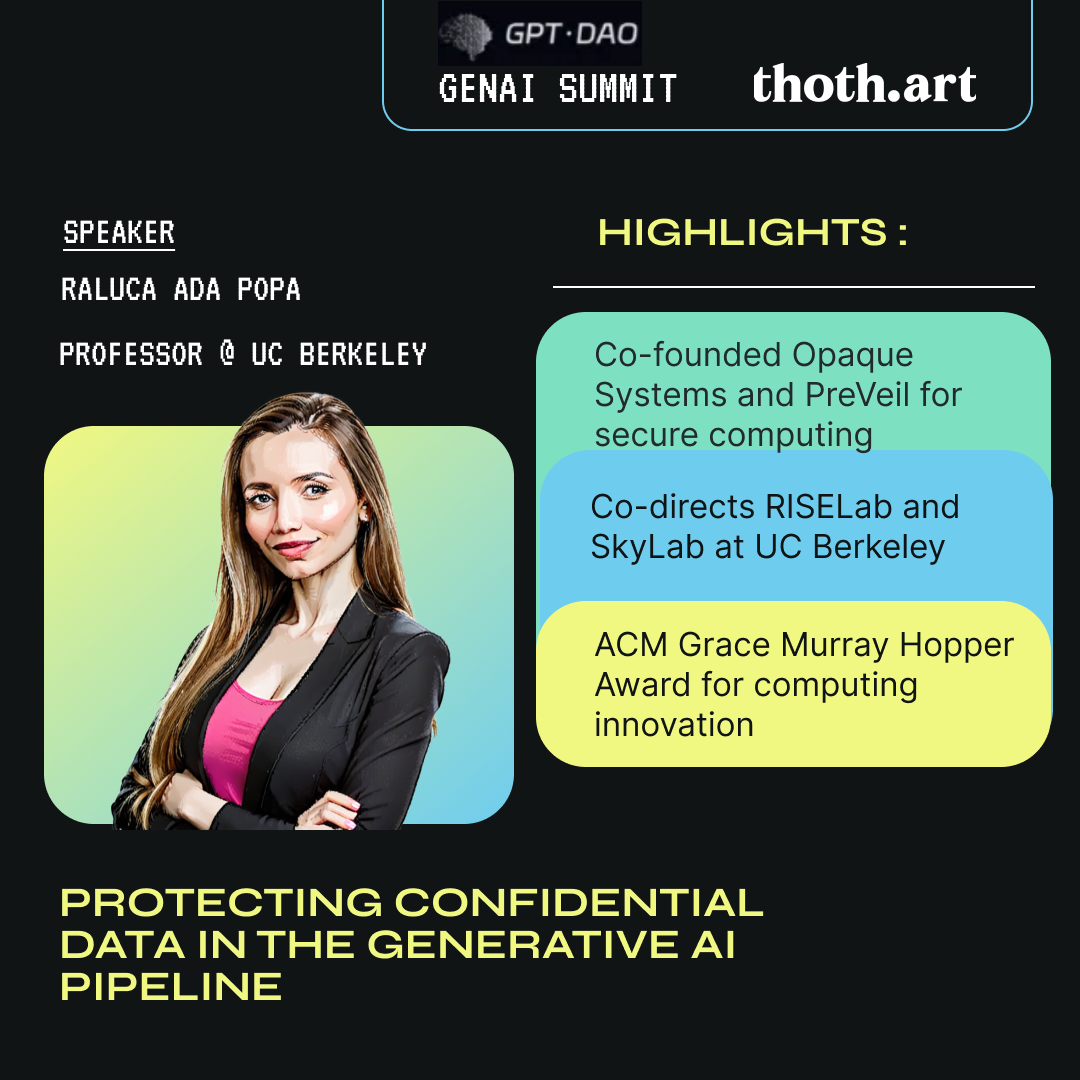 GPT·DAO
GENAI SUMMIT
thoth.art
SPEAKER
RALUCA ADA POPA
PROFESSOR @ UC BERKELEY
HIGHLIGHTS :
Co-founded Opaque
Systems and PreVeil for
secure computing
Co-directs RISELab and
SkyLab at UC Berkeley
ACM Grace Murray Hopper
Award for computing
innovation
PROTECTING CONFIDENTIAL
DATA IN THE GENERATIVE AI
PIPELINE